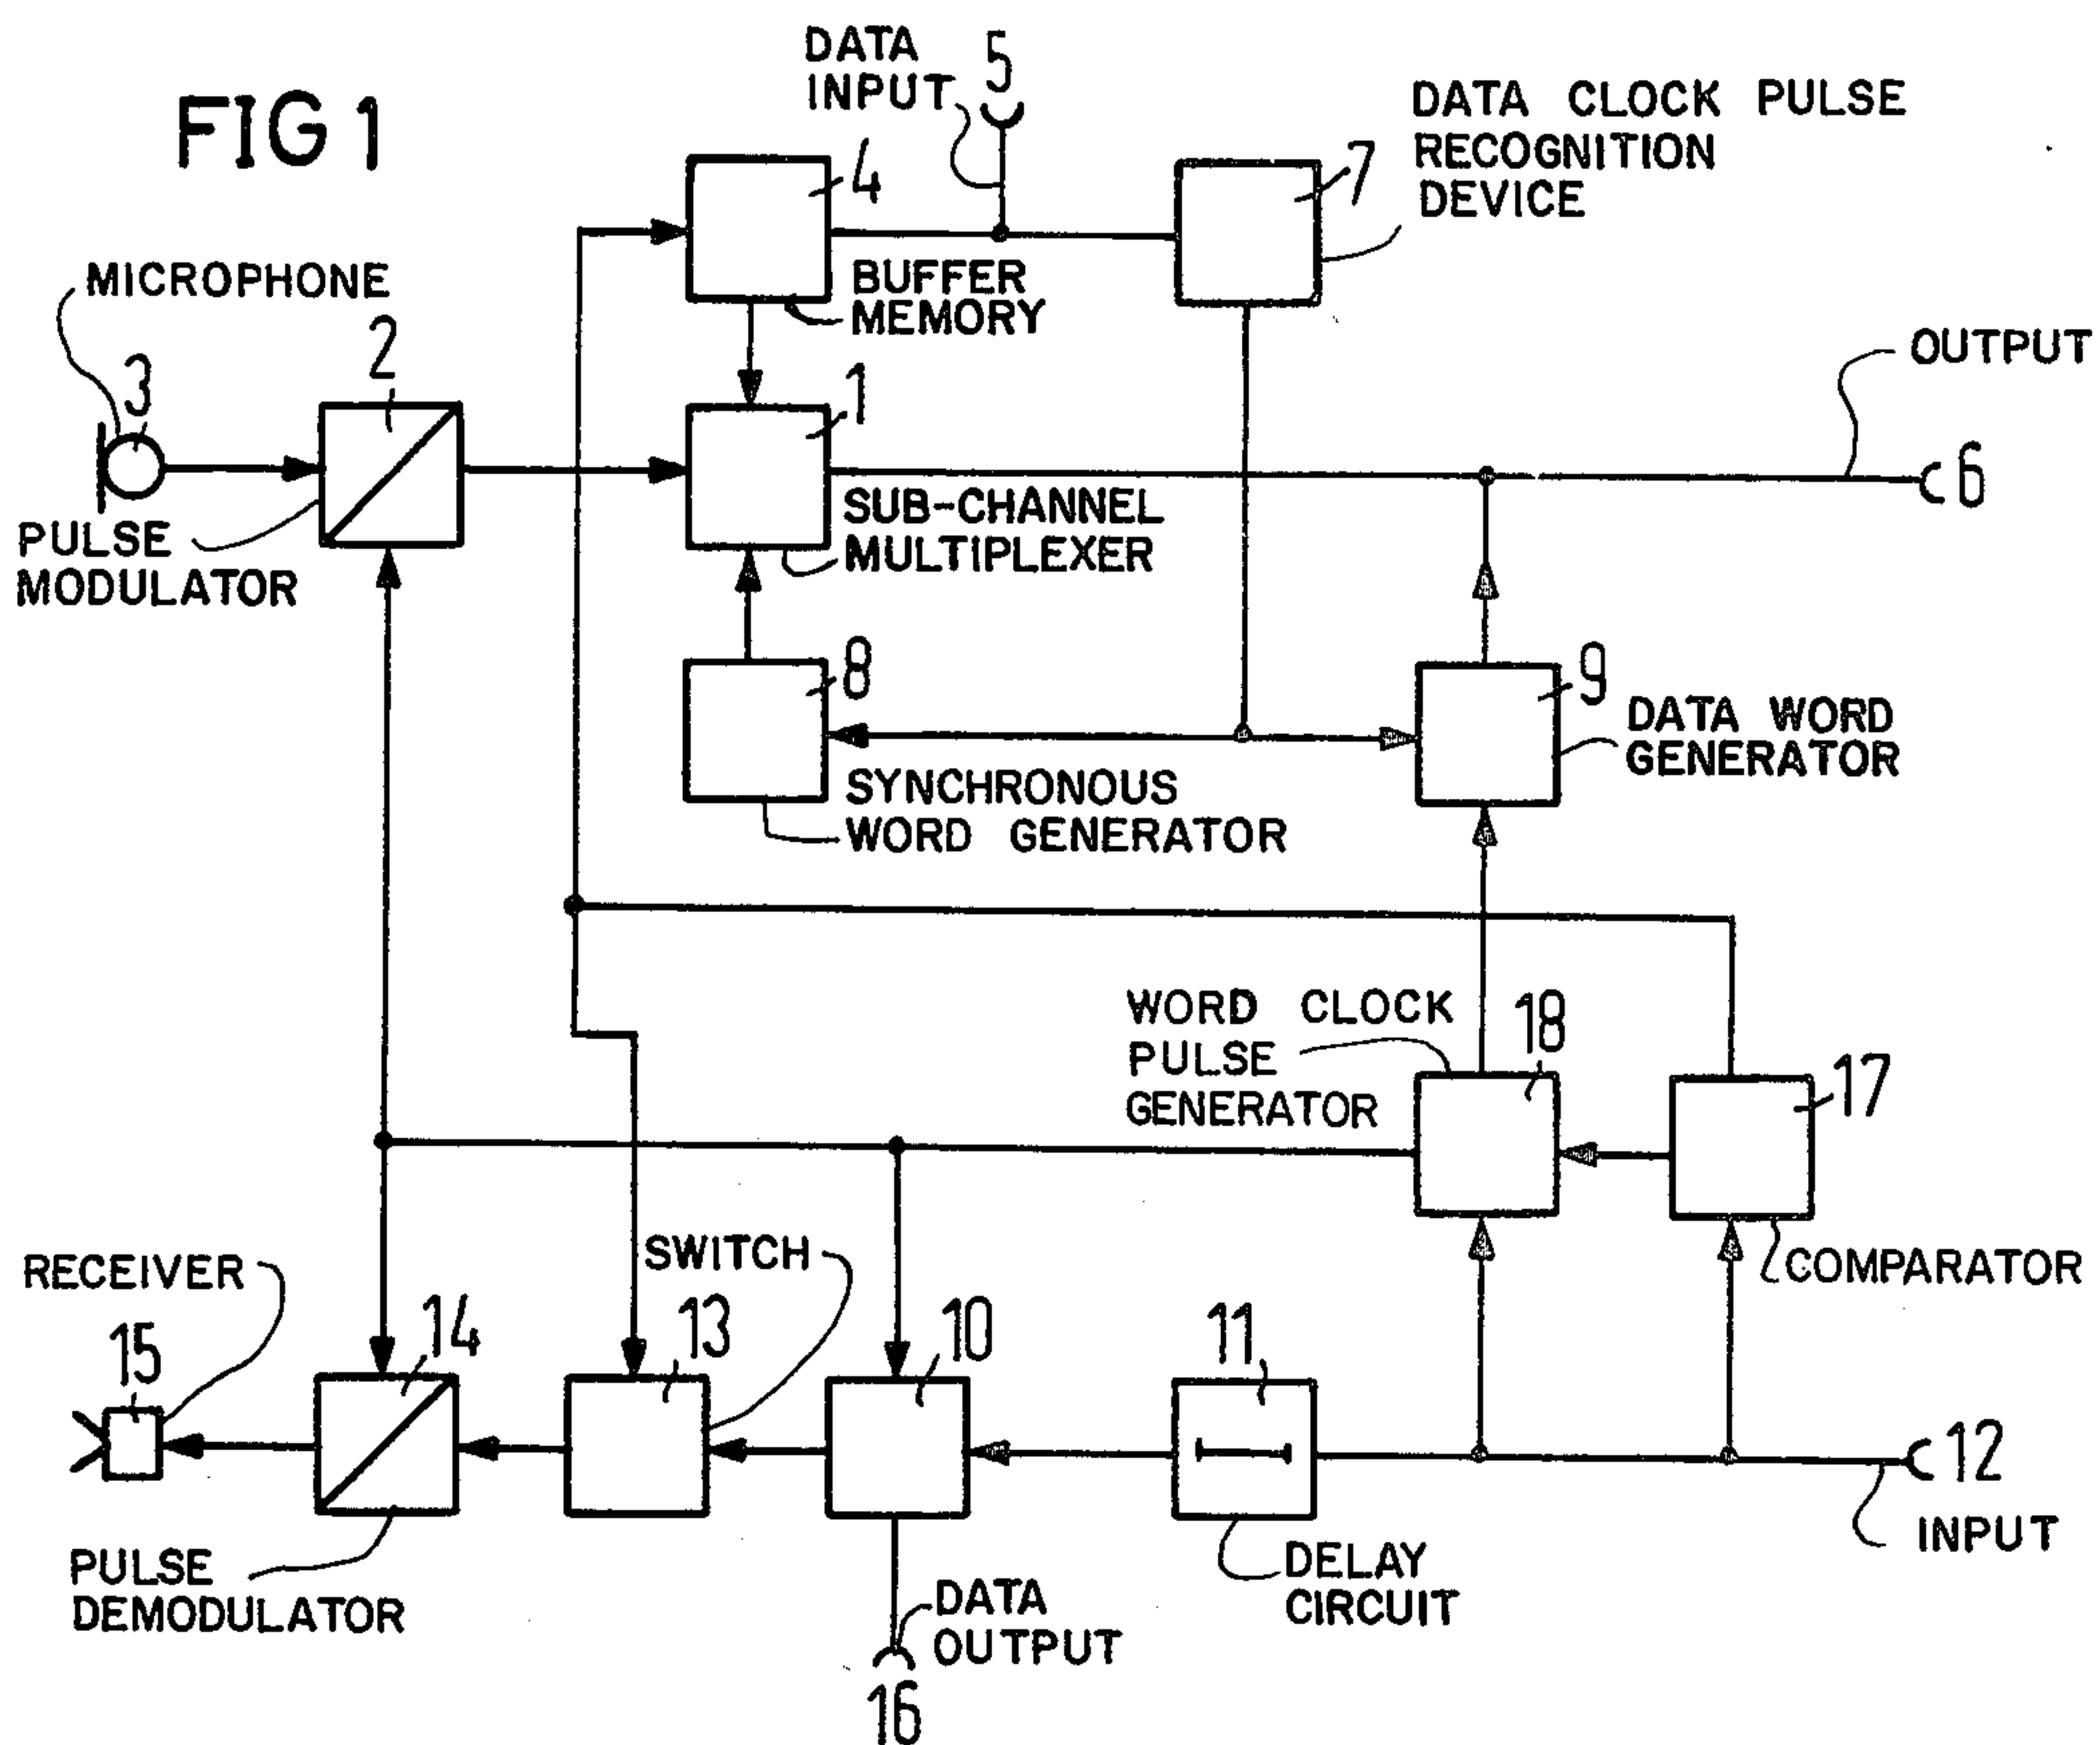 FIG 1
DATA
INPUT
5
DATA CLOCK PULSE
RECOGNITION
DEVICE
4
7
BUFFER
MEMORY
MICROPHONE
3
2
1
OUTPUT
6
PULSE
MODULATOR
SUB-CHANNEL
MULTIPLEXER
8
9
DATA WORD
GENERATOR
SYNCHRONOUS
WORD GENERATOR
WORD CLOCK
PULSE
GENERATOR
18
17
COMPARATOR
RECEIVER
15
14
SWITCH
13
10
11
12
INPUT
PULSE
DEMODULATOR
DATA
OUTPUT
16
DELAY
CIRCUIT